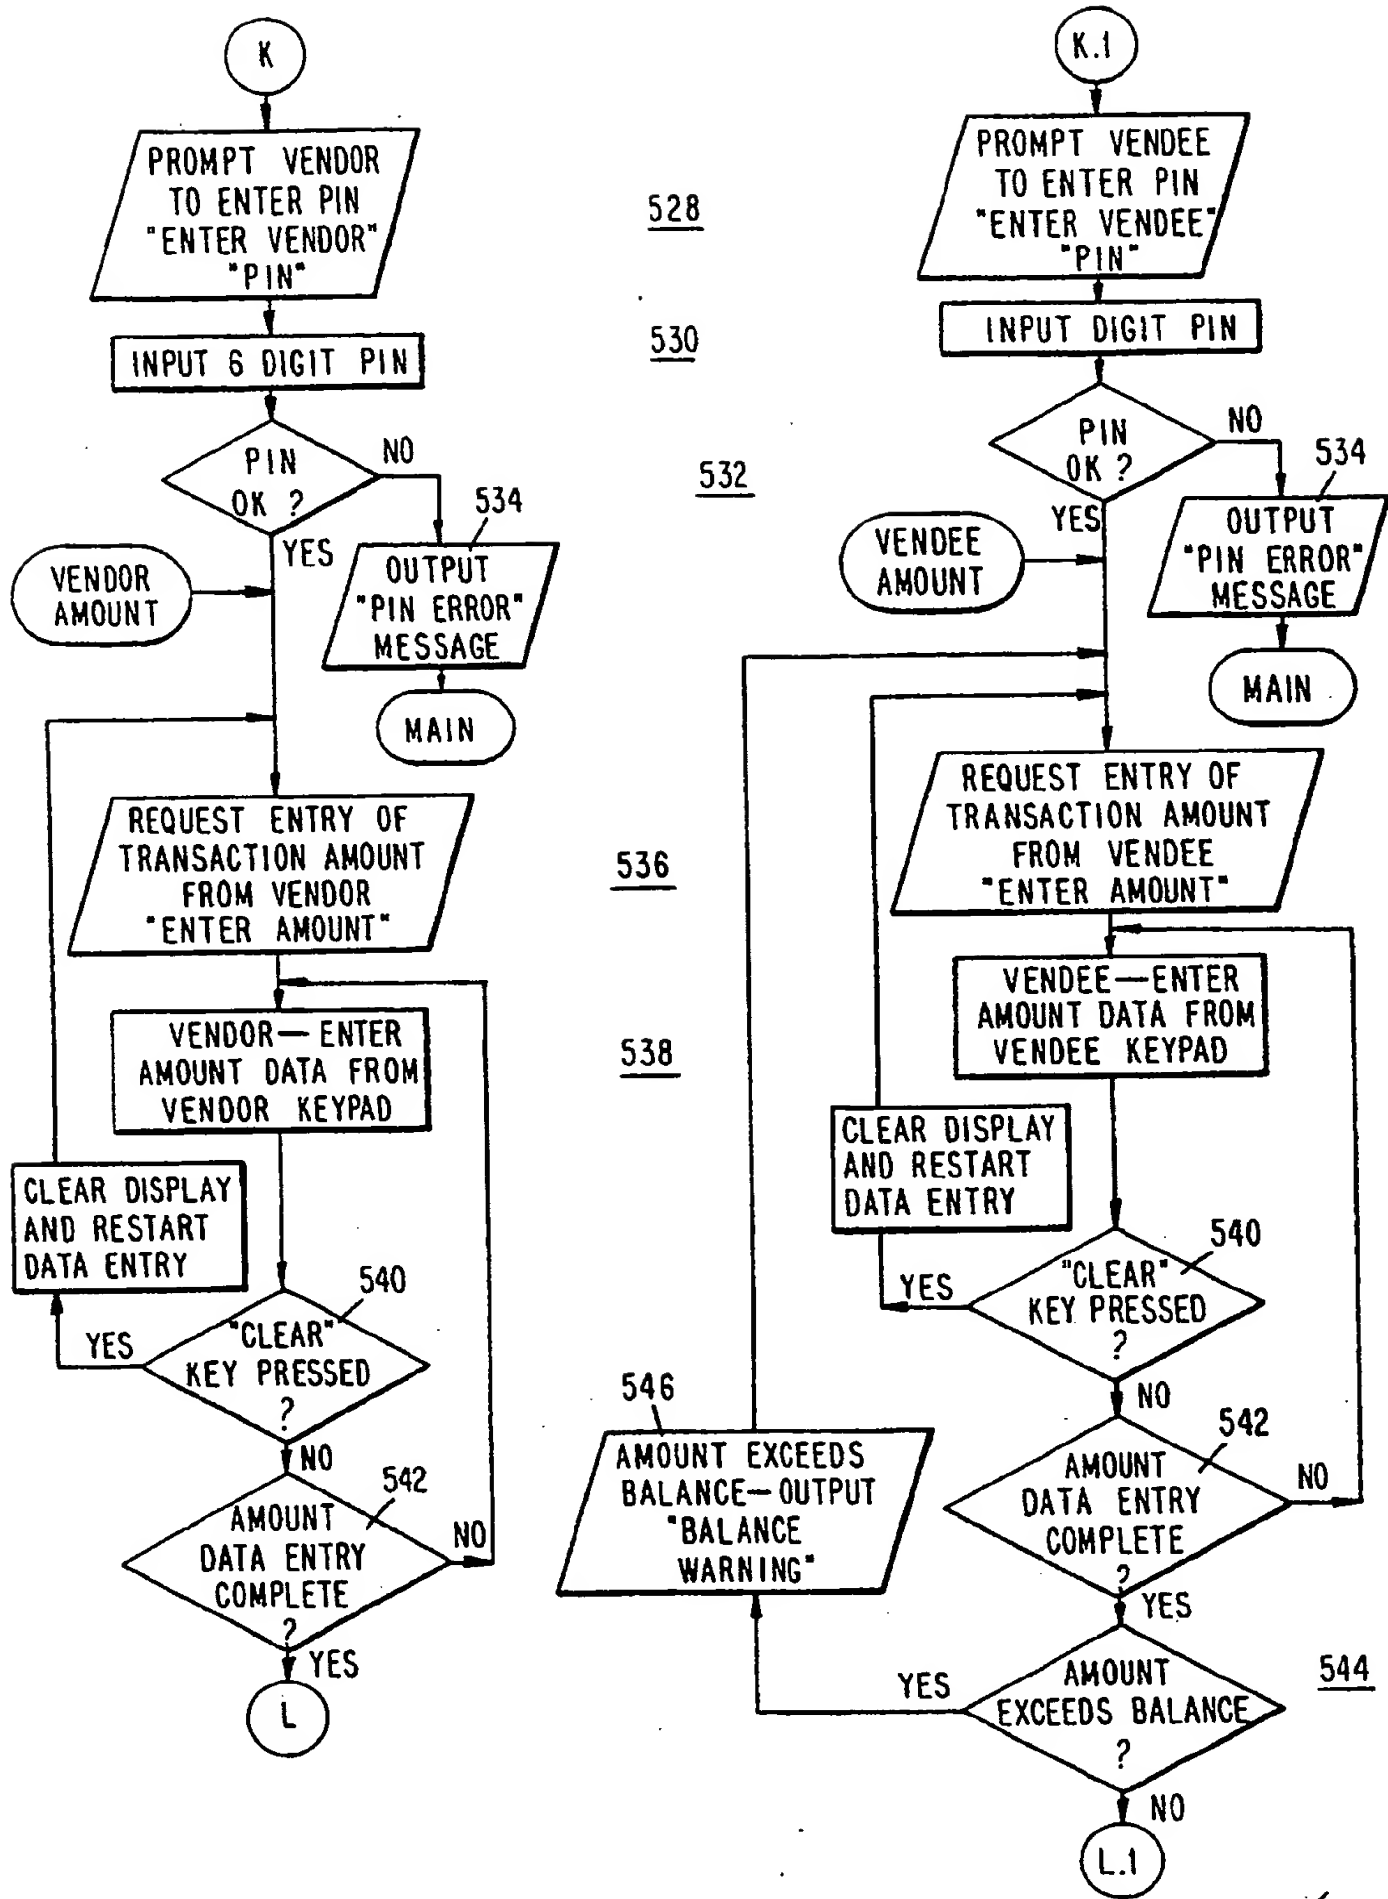 K
PROMPT VENDOR
TO ENTER PIN
"ENTER VENDOR"
"PIN"
INPUT 6 DIGIT PIN
PIN
OK ?
NO
YES
534
OUTPUT
"PIN ERROR"
MESSAGE
MAIN
VENDOR
AMOUNT
REQUEST ENTRY OF
TRANSACTION AMOUNT
FROM VENDOR
"ENTER AMOUNT"
VENDOR—ENTER
AMOUNT DATA FROM
VENDOR KEYPAD
CLEAR DISPLAY
AND RESTART
DATA ENTRY
540
YES
"CLEAR"
KEY PRESSED
?
NO
542
AMOUNT
DATA ENTRY
COMPLETE
?
NO
YES
L
528
530
532
536
538
K.1
PROMPT VENDEE
TO ENTER PIN
"ENTER VENDEE"
"PIN"
INPUT DIGIT PIN
PIN
OK ?
NO
YES
534
OUTPUT
"PIN ERROR"
MESSAGE
MAIN
VENDEE
AMOUNT
REQUEST ENTRY OF
TRANSACTION AMOUNT
FROM VENDEE
"ENTER AMOUNT"
VENDEE—ENTER
AMOUNT DATA FROM
VENDEE KEYPAD
CLEAR DISPLAY
AND RESTART
DATA ENTRY
540
YES
"CLEAR"
KEY PRESSED
?
NO
542
AMOUNT
DATA ENTRY
COMPLETE
?
NO
YES
546
AMOUNT EXCEEDS
BALANCE—OUTPUT
"BALANCE
WARNING"
YES
AMOUNT
EXCEEDS BALANCE
?
544
NO
L.1